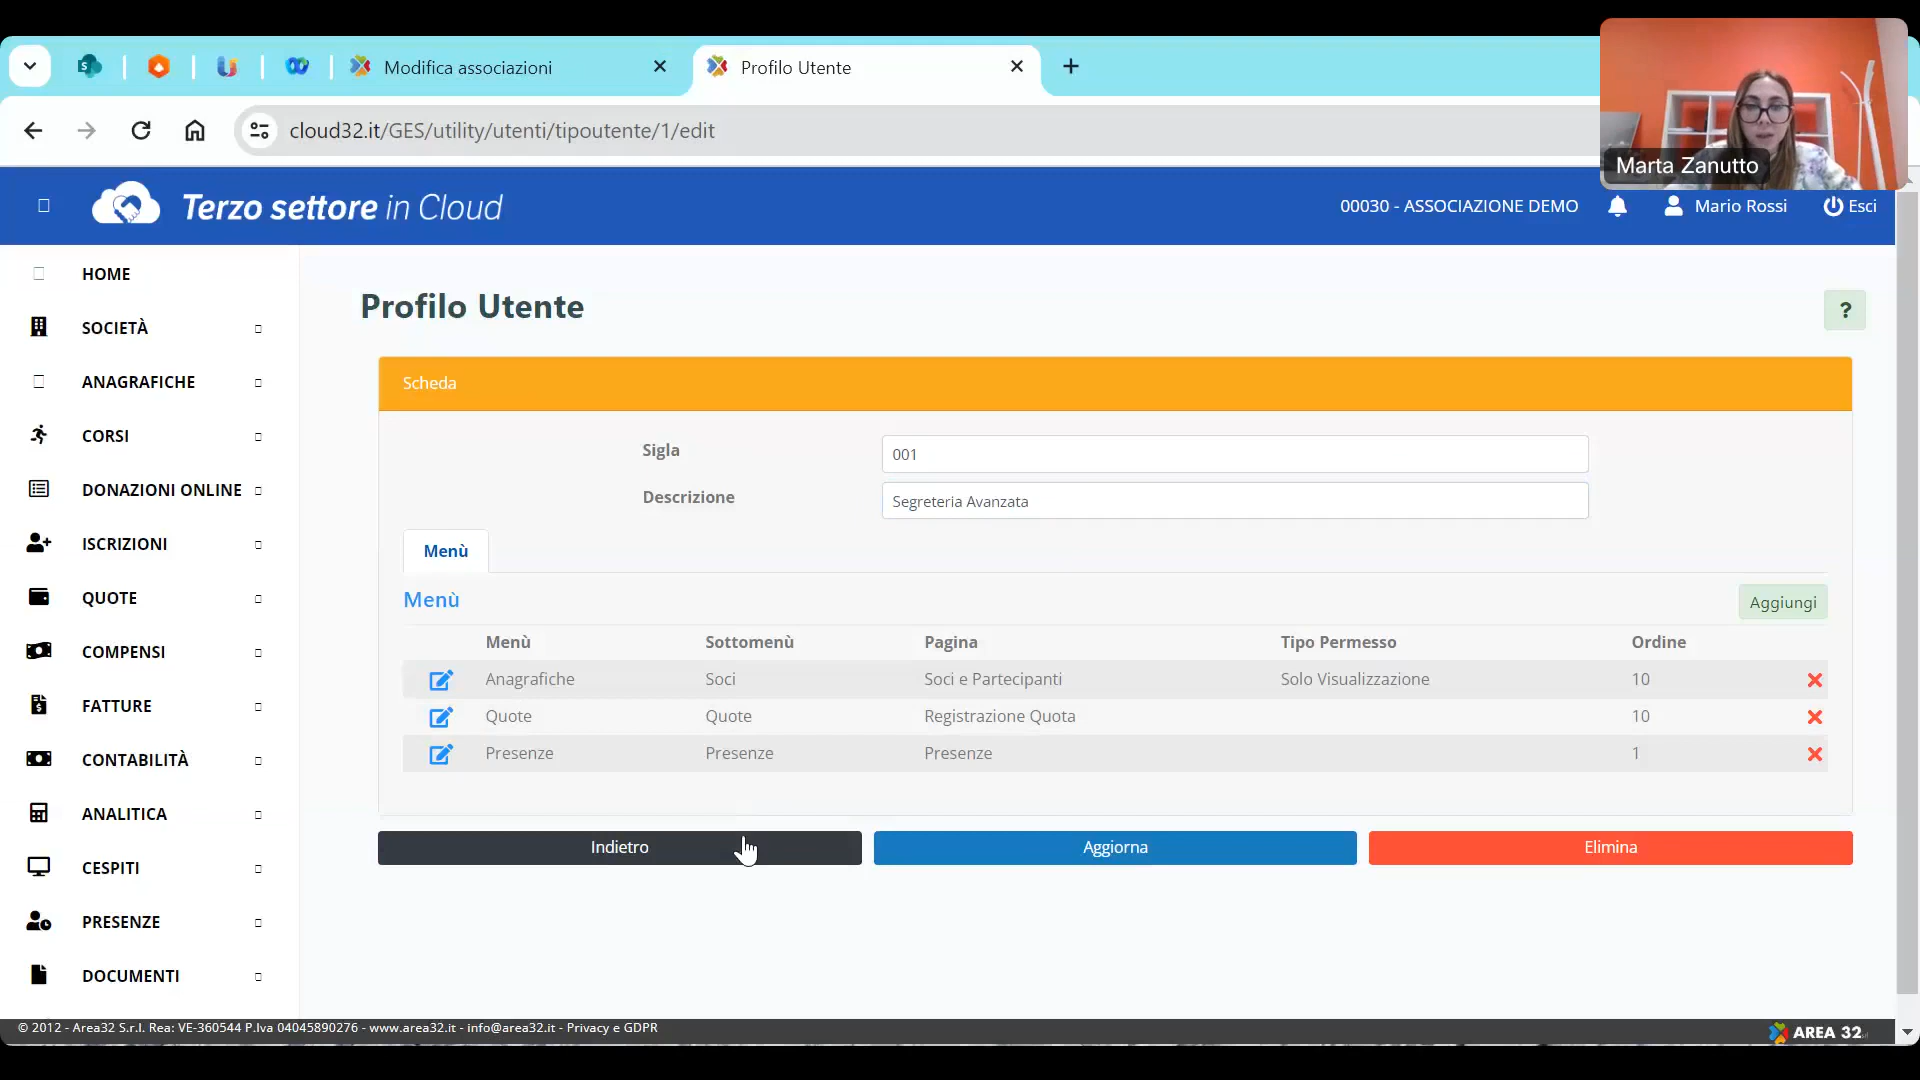 Modifica associazioni
Profilo Utente
cloud32.it/GES/utility/utenti/tipoutente/1/edit
Marta Zanutto
Terzo settore in Cloud
00030 - ASSOCIAZIONE DEMO
Mario Rossi
Esci
HOME
SOCIETÀ
ANAGRAFICHE
CORSI
DONAZIONI ONLINE
ISCRIZIONI
QUOTE
COMPENSI
FATTURE
CONTABILITÀ
ANALITICA
CESPITI
PRESENZE
DOCUMENTI
Profilo Utente
?
Scheda
Sigla 001
Descrizione Segreteria Avanzata
Menù
Menù Aggiungi
Menù Sottomenù Pagina Tipo Permesso Ordine
Anagrafiche Soci Soci e Partecipanti Solo Visualizzazione 10
Quote Quote Registrazione Quota 10
Presenze Presenze Presenze 1
Indietro Aggiorna Elimina
© 2012 - Area32 S.r.l. Rea: VE-360544 P.Iva 04045890276 - www.area32.it - info@area32.it - Privacy e GDPR
AREA 32